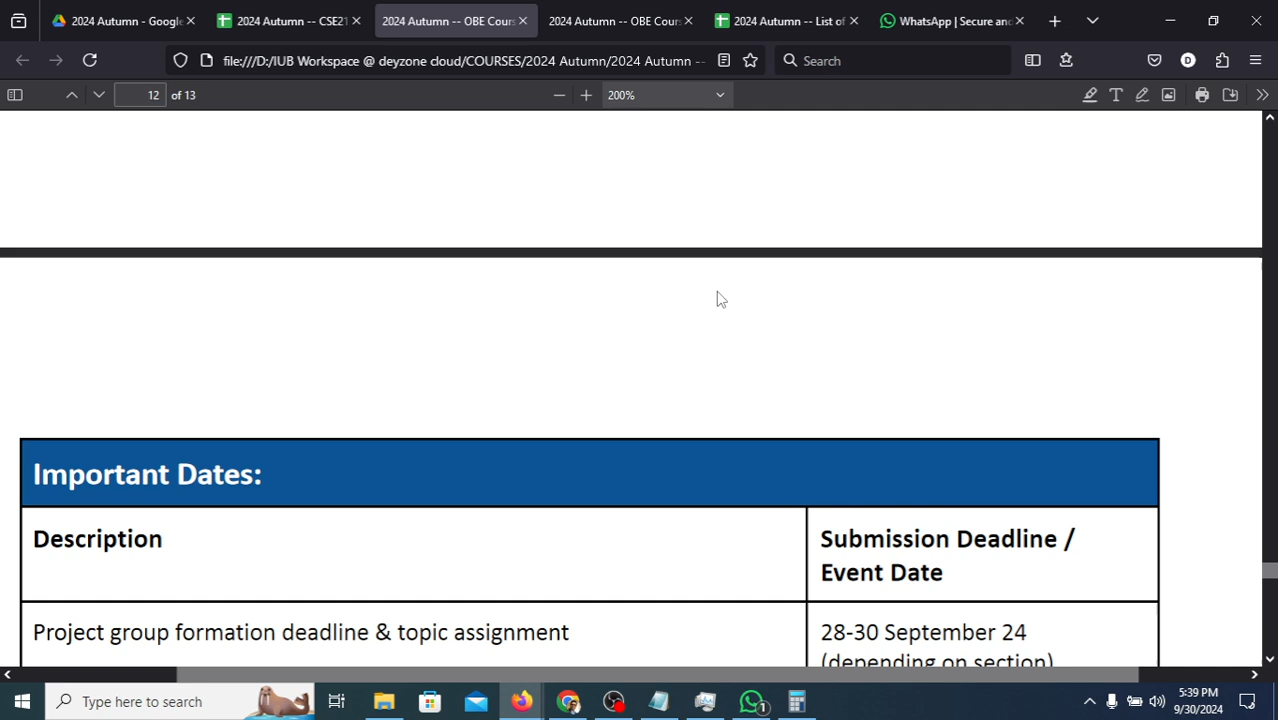 2024 Autumn - Google
2024 Autumn -- CSE21
2024 Autumn -- OBE Cours
2024 Autumn -- OBE Cours
2024 Autumn -- List of
WhatsApp | Secure and
file:///D:/IUB Workspace @ deyzone cloud/COURSES/2024 Autumn/2024 Autumn --
Search
D
12 of 13
200%
Important Dates:
Description
Submission Deadline /
Event Date
Project group formation deadline & topic assignment
28-30 September 24
(depending on section)
Type here to search
1
5:39 PM
9/30/2024